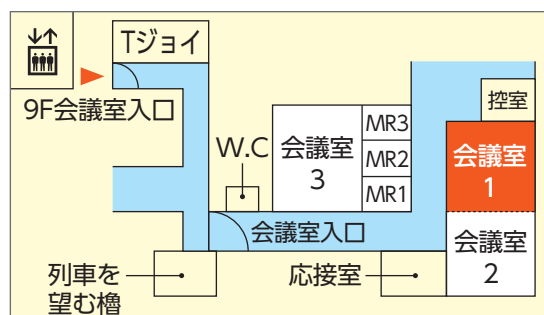 Tジョイ
9F会議室入口
控室
W.C
会議室
3
MR3
MR2
MR1
会議室
1
会議室入口
会議室
2
列車を
望む櫓
応接室